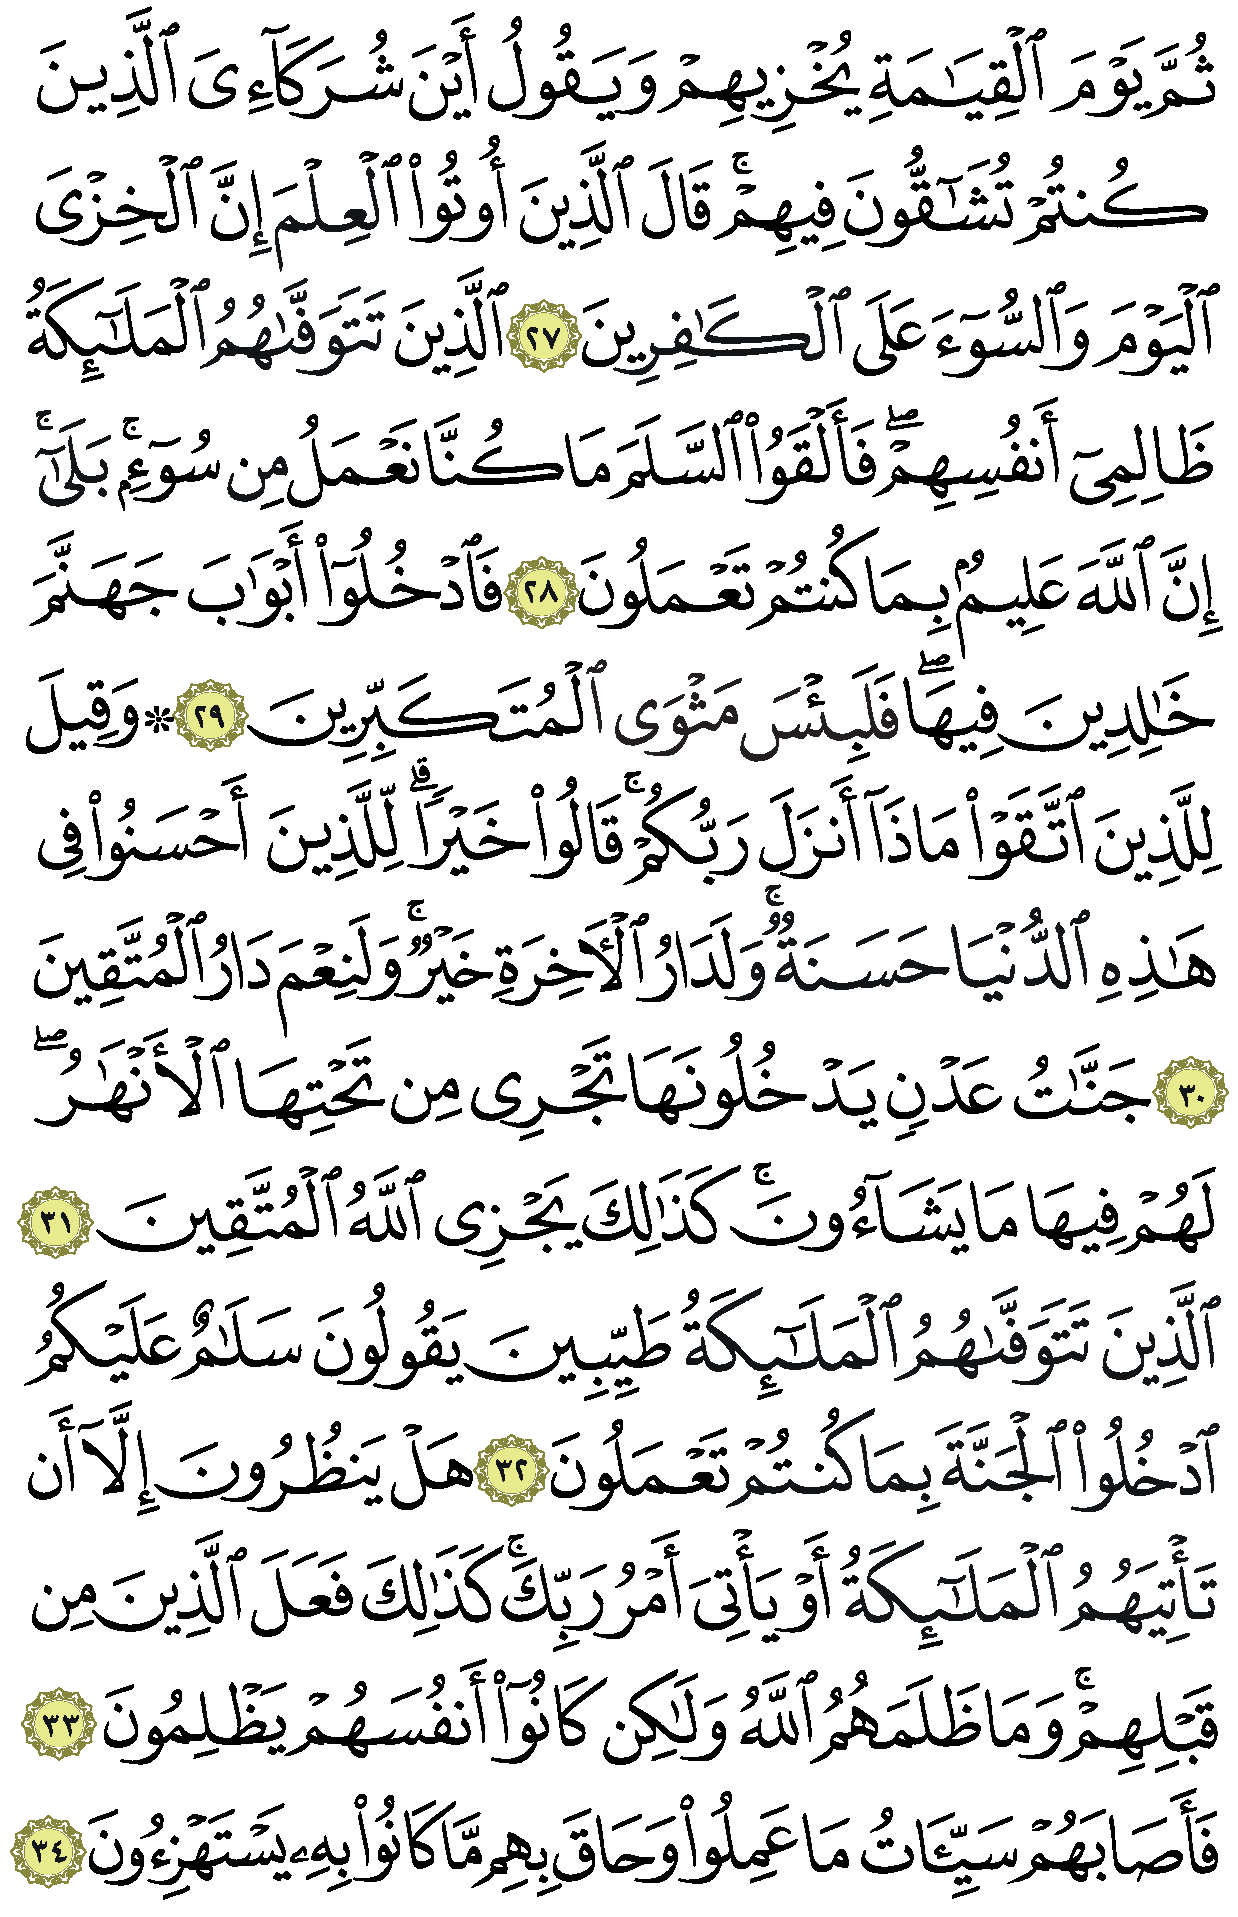 ثُمَّ يَوْمَ ٱلْقِيَٰمَةِ يُخْزِيهِمْ وَيَقُولُ أَيْنَ شُرَكَآءِىَ ٱلَّذِينَ
كُنتُمْ تُشَٰٓقُّونَ فِيهِمْ ۚ قَالَ ٱلَّذِينَ أُوتُوا۟ ٱلْعِلْمَ إِنَّ ٱلْخِزْىَ
ٱلْيَوْمَ وَٱلسُّوٓءَ عَلَى ٱلْكَٰفِرِينَ ٢٧ ٱلَّذِينَ تَتَوَفَّىٰهُمُ ٱلْمَلَٰٓئِكَةُ
ظَالِمِىٓ أَنفُسِهِمْ ۖ فَأَلْقَوُا۟ ٱلسَّلَمَ مَا كُنَّا نَعْمَلُ مِن سُوٓءٍۭ ۚ بَلَىٰٓ ۚ
إِنَّ ٱللَّهَ عَلِيمٌۢ بِمَا كُنتُمْ تَعْمَلُونَ ٢٨ فَٱدْخُلُوٓا۟ أَبْوَٰبَ جَهَنَّمَ
خَٰلِدِينَ فِيهَا ۖ فَلَبِئْسَ مَثْوَى ٱلْمُتَكَبِّرِينَ ٢٩ ۞ وَقِيلَ
لِلَّذِينَ ٱتَّقَوْا۟ مَاذَآ أَنزَلَ رَبُّكُمْ ۚ قَالُوا۟ خَيْرًا ۗ لِّلَّذِينَ أَحْسَنُوا۟ فِى
هَٰذِهِ ٱلدُّنْيَا حَسَنَةٌ ۚ وَلَدَارُ ٱلْءَاخِرَةِ خَيْرٌ ۚ وَلَنِعْمَ دَارُ ٱلْمُتَّقِينَ
٣٠ جَنَّٰتُ عَدْنٍ يَدْخُلُونَهَا تَجْرِى مِن تَحْتِهَا ٱلْأَنْهَٰرُ ۖ
لَهُمْ فِيهَا مَا يَشَآءُونَ ۚ كَذَٰلِكَ يَجْزِى ٱللَّهُ ٱلْمُتَّقِينَ ٣١
ٱلَّذِينَ تَتَوَفَّىٰهُمُ ٱلْمَلَٰٓئِكَةُ طَيِّبِينَ يَقُولُونَ سَلَٰمٌ عَلَيْكُمُ
ٱدْخُلُوا۟ ٱلْجَنَّةَ بِمَا كُنتُمْ تَعْمَلُونَ ٣٢ هَلْ يَنظُرُونَ إِلَّآ أَن
تَأْتِيَهُمُ ٱلْمَلَٰٓئِكَةُ أَوْ يَأْتِىَ أَمْرُ رَبِّكَ ۚ كَذَٰلِكَ فَعَلَ ٱلَّذِينَ مِن
قَبْلِهِمْ ۚ وَمَا ظَلَمَهُمُ ٱللَّهُ وَلَٰكِن كَانُوٓا۟ أَنفُسَهُمْ يَظْلِمُونَ ٣٣
فَأَصَابَهُمْ سَيِّـَٔاتُ مَا عَمِلُوا۟ وَحَاقَ بِهِم مَّا كَانُوا۟ بِهِۦ يَسْتَهْزِءُونَ ٣٤